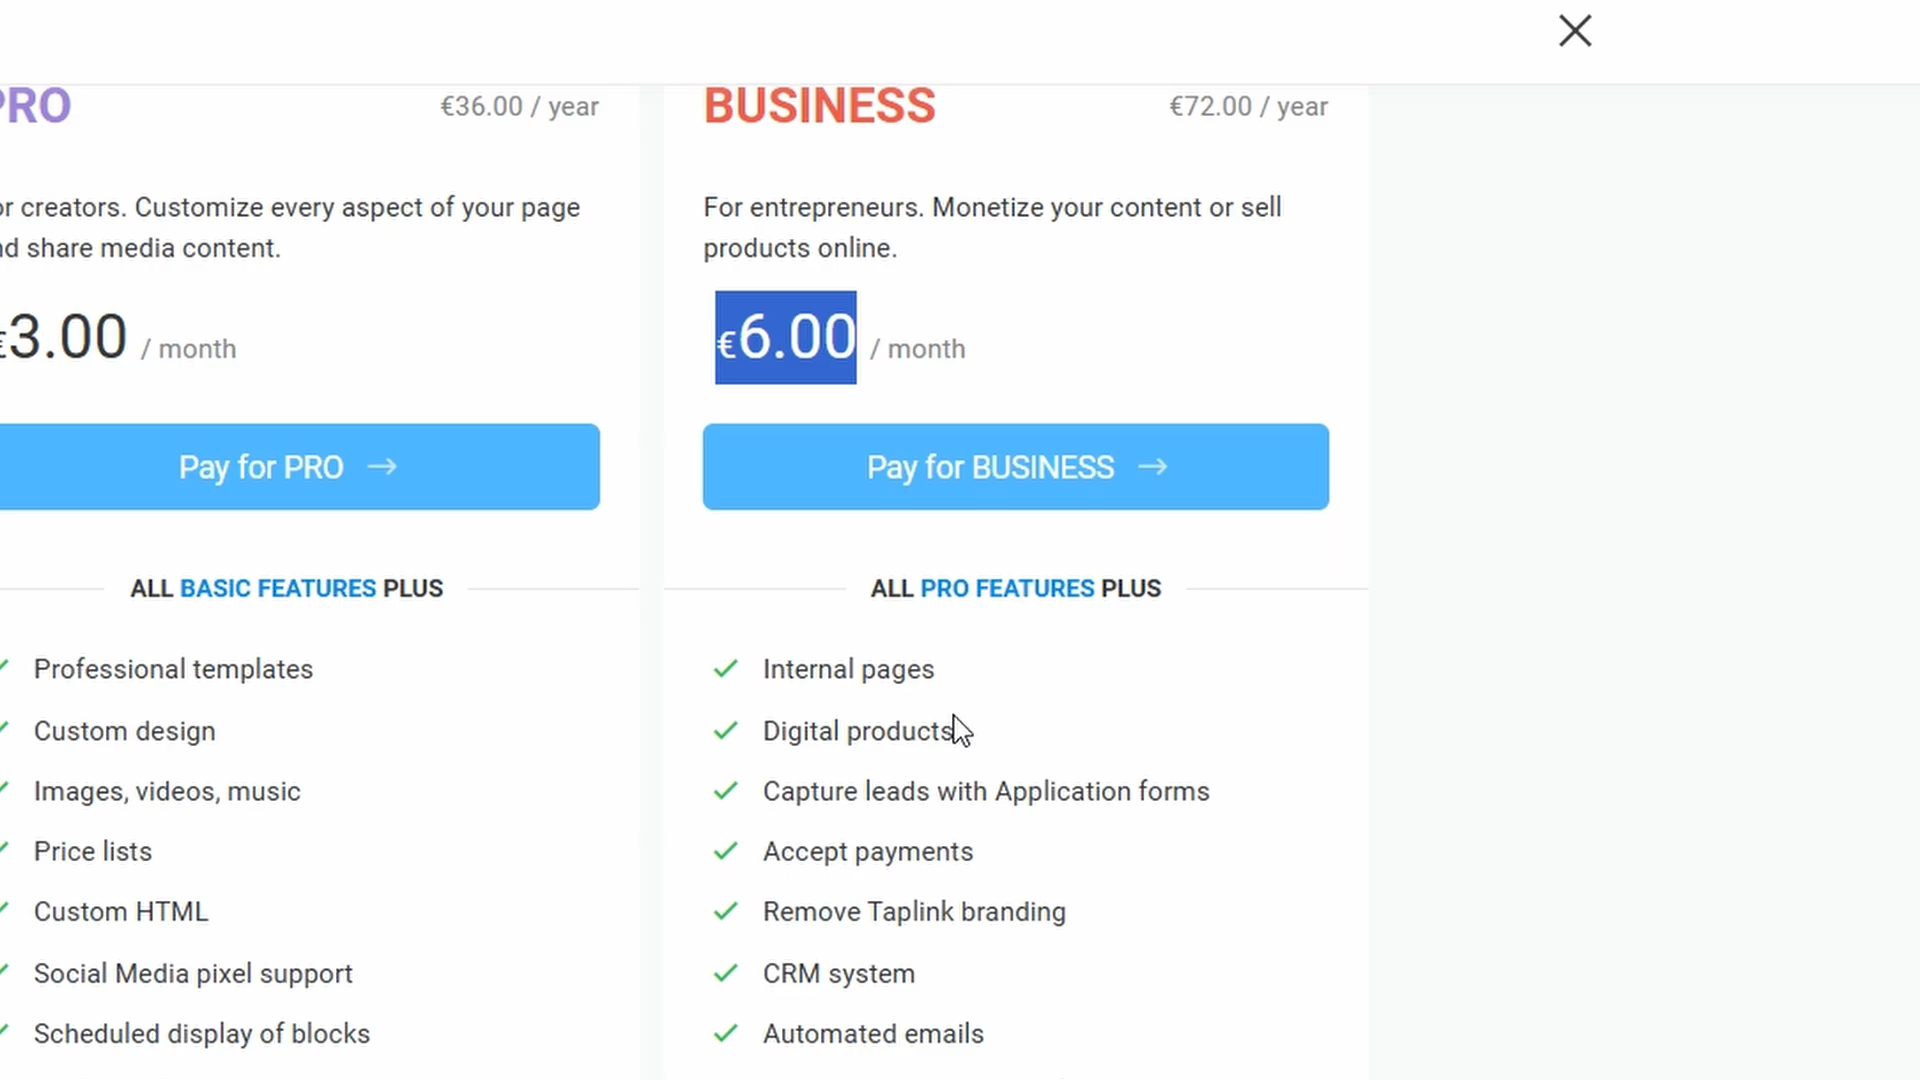 PRO
€36.00 / year
or creators. Customize every aspect of your page
nd share media content.
€3.00 / month
Pay for PRO →
ALL BASIC FEATURES PLUS
Professional templates
Custom design
Images, videos, music
Price lists
Custom HTML
Social Media pixel support
Scheduled display of blocks
BUSINESS
€72.00 / year
For entrepreneurs. Monetize your content or sell
products online.
€6.00 / month
Pay for BUSINESS →
ALL PRO FEATURES PLUS
Internal pages
Digital products
Capture leads with Application forms
Accept payments
Remove Taplink branding
CRM system
Automated emails